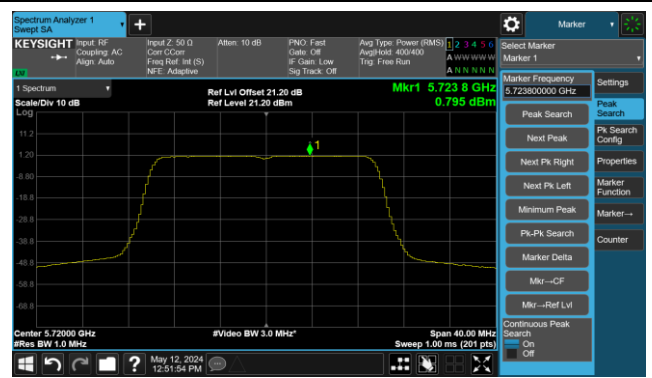 Spectrum Analyzer 1
Swept SA
Marker
KEYSIGHT
Input: RF
Coupling: AC
Align: Auto
Input Z: 50 Ω
Corr CCorr
Freq Ref: Int (S)
NFE: Adaptive
Atten: 10 dB
PNO: Fast
Gate: Off
IF Gain: Low
Sig Track: Off
Avg Type: Power (RMS)
Avg|Hold: 400/400
Trig: Free Run
1 2 3 4 5 6
A W W W W W
A N N N N N
LXI
Select Marker
Marker 1
1 Spectrum
Scale/Div 10 dB
Log
Ref Lvl Offset 21.20 dB
Ref Level 21.20 dBm
Mkr1 5.723 8 GHz
0.795 dBm
11.2
1.20
-8.80
-18.8
-28.8
-38.8
-48.8
-58.8
-68.8
1
Center 5.72000 GHz
#Res BW 1.0 MHz
#Video BW 3.0 MHz*
Span 40.00 MHz
Sweep 1.00 ms (201 pts)
Marker Frequency
5.723800000 GHz
Peak Search
Next Peak
Next Pk Right
Next Pk Left
Minimum Peak
Pk-Pk Search
Marker Delta
Mkr→CF
Mkr→Ref Lvl
Continuous Peak
Search
On
Off
Settings
Peak
Search
Pk Search
Config
Properties
Marker
Function
Marker→
Counter
?
May 12, 2024
12:51:54 PM